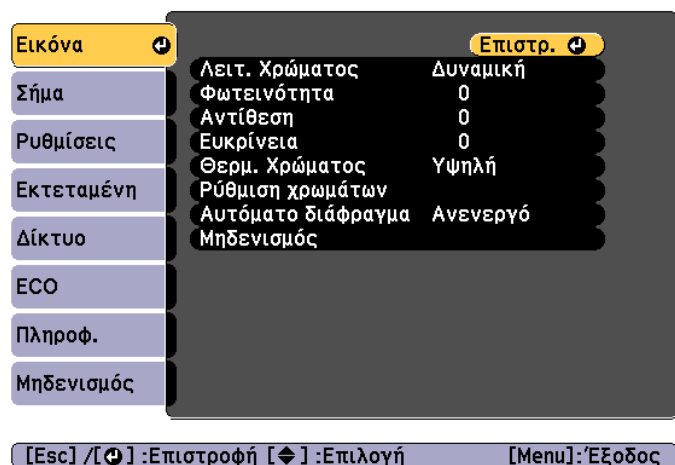 Εικόνα
Σήμα
Ρυθμίσεις
Εκτεταμένη
Δίκτυο
ECO
Πληροφ.
Μηδενισμός
Επιστρ.
Λειτ. Χρώματος Δυναμική
Φωτεινότητα 0
Αντίθεση 0
Ευκρίνεια 0
Θερμ. Χρώματος Υψηλή
Ρύθμιση χρωμάτων
Αυτόματο διάφραγμα Ανενεργό
Μηδενισμός
[Esc] /[ ] :Επιστροφή [ ] :Επιλογή [Menu]:Έξοδος